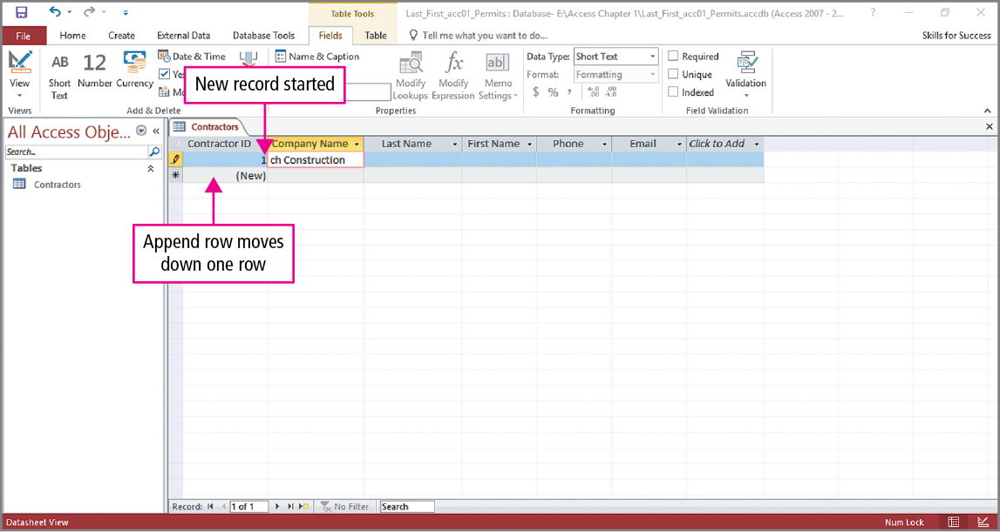 Table Tools
Last_First_acc01_Permits : Database- E:\Access Chapter 1\Last_First_acc01_Permits.accdb (Access 2007 - 2...
?
File
Home
Create
External Data
Database Tools
Fields
Table
Tell me what you want to do...
Skills for Success
View
Views
AB
Short
Text
12
Number
Currency
Date & Time
Add & Delete
Name & Caption
Modify
Lookups
fx
Modify
Expression
ab|
Memo
Settings
Properties
Data Type:
Short Text
Format:
Formatting
$ % ,
Formatting
Required
Unique
Indexed
Validation
Field Validation
New record started
All Access Obje...
Search...
Tables
Contractors
Contractors
Contractor ID
Company Name
Last Name
First Name
Phone
Email
Click to Add
1
ch Construction
(New)
Append row moves
down one row
Record:
1 of 1
No Filter
Search
Datasheet View
Num Lock